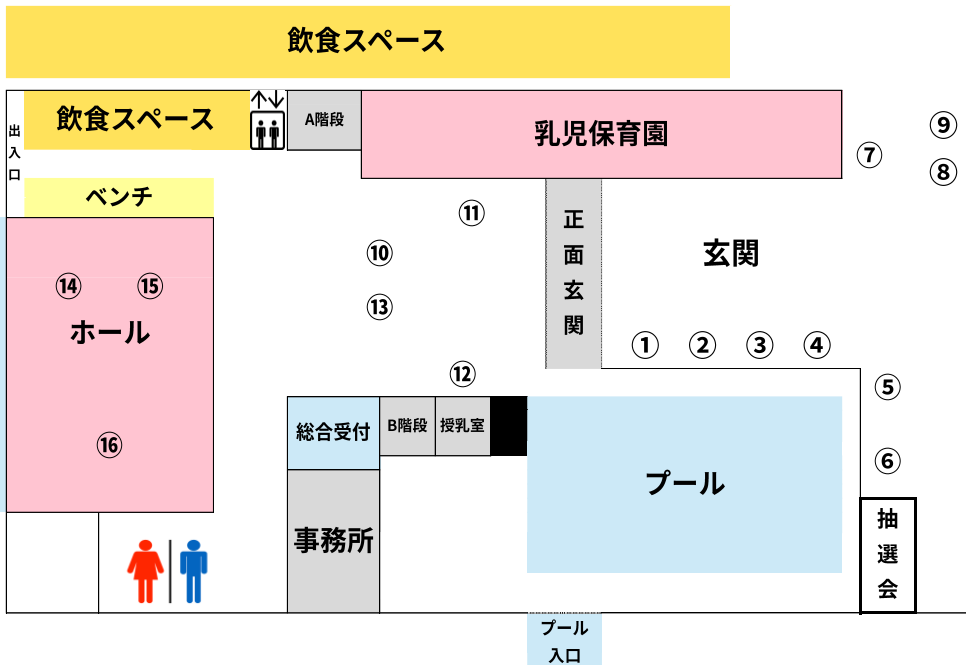 飲食スペース
飲食スペース
A階段
乳児保育園
出入口
ベンチ
⑨
⑦
⑧
⑪
正面玄関
玄関
⑩
⑭
⑮
⑬
ホール
①
②
③
④
⑫
⑤
総合受付
B階段
授乳室
⑯
⑥
プール
事務所
抽選会
プール
入口